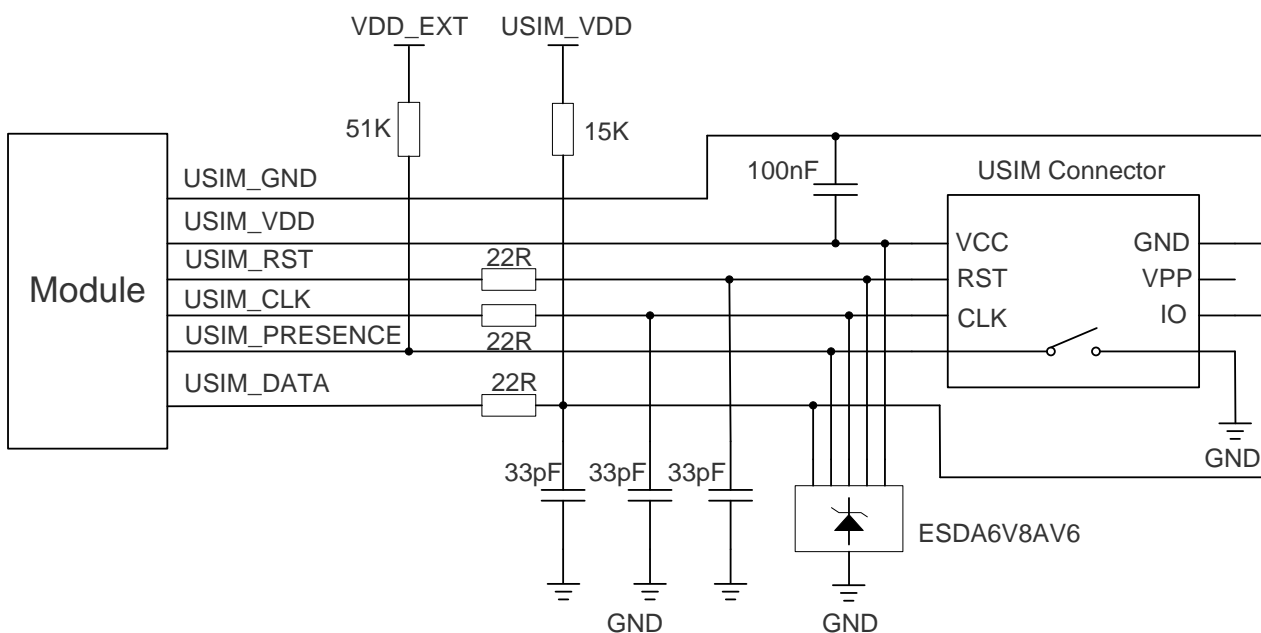 VDD_EXT USIM_VDD
51K 15K
100nF USIM Connector
USIM_GND
USIM_VDD
VCC GND
USIM_RST 22R
RST VPP
Module
USIM_CLK
CLK IO
USIM_PRESENCE 22R
USIM_DATA 22R
GND
33pF 33pF 33pF
ESDA6V8AV6
GND GND